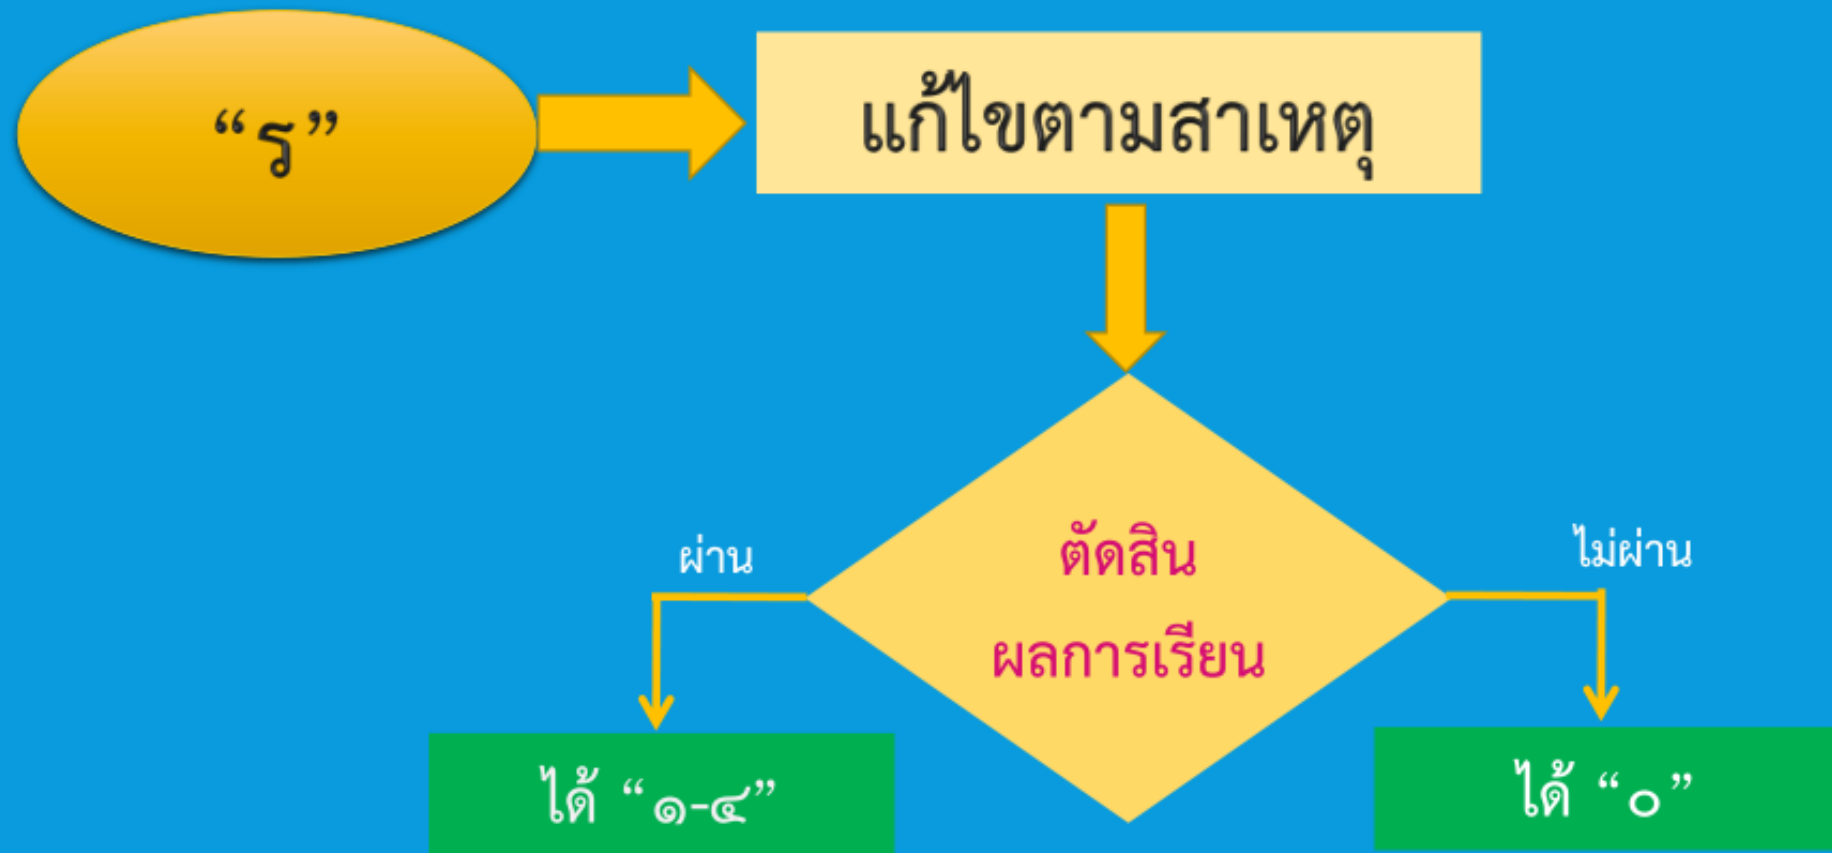 “ร”
แก้ไขตามสาเหตุ
ตัดสิน
ผลการเรียน
ผ่าน
ไม่ผ่าน
ได้ “๑-๔”
ได้ “๐”